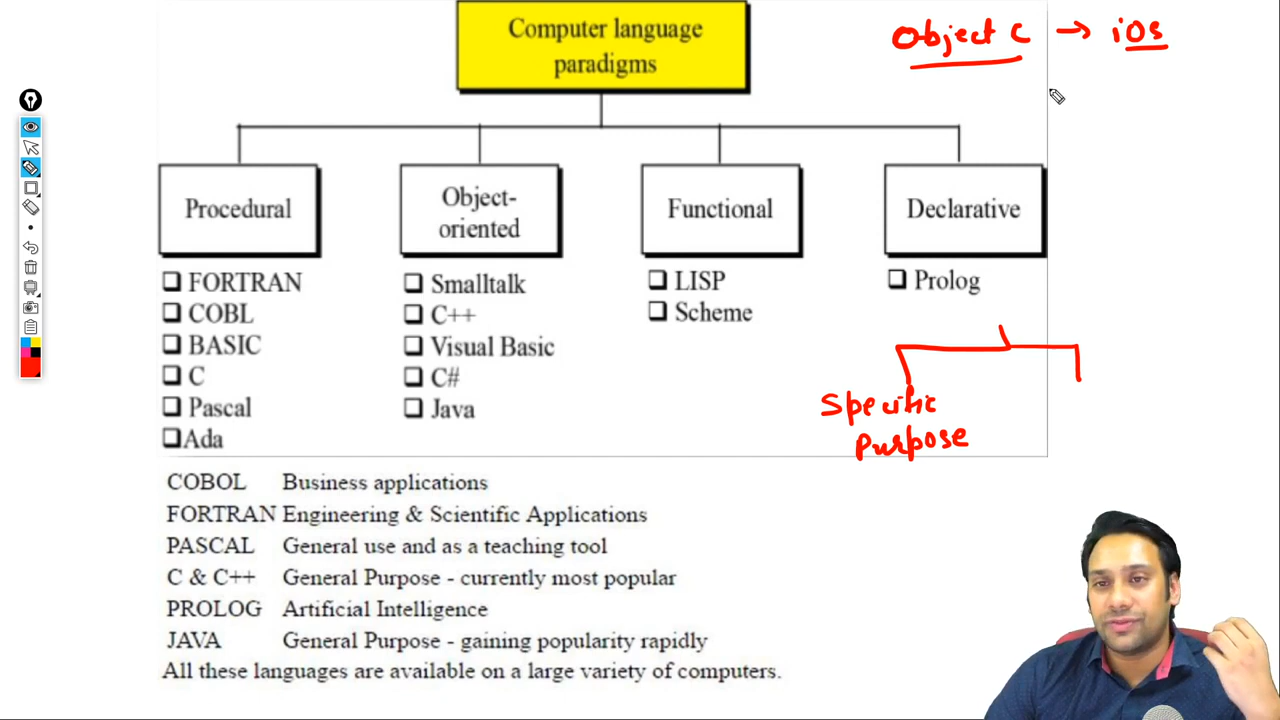 Computer language
paradigms
Object C → ios
Procedural
Object-
oriented
Functional
Declarative
❑ FORTRAN
❑ COBL
❑ BASIC
❑ C
❑ Pascal
❑Ada
❑ Smalltalk
❑ C++
❑ Visual Basic
❑ C#
❑ Java
❑ LISP
❑ Scheme
❑ Prolog
Specific
Purpose
COBOL Business applications
FORTRAN Engineering & Scientific Applications
PASCAL General use and as a teaching tool
C & C++ General Purpose - currently most popular
PROLOG Artificial Intelligence
JAVA General Purpose - gaining popularity rapidly
All these languages are available on a large variety of computers.